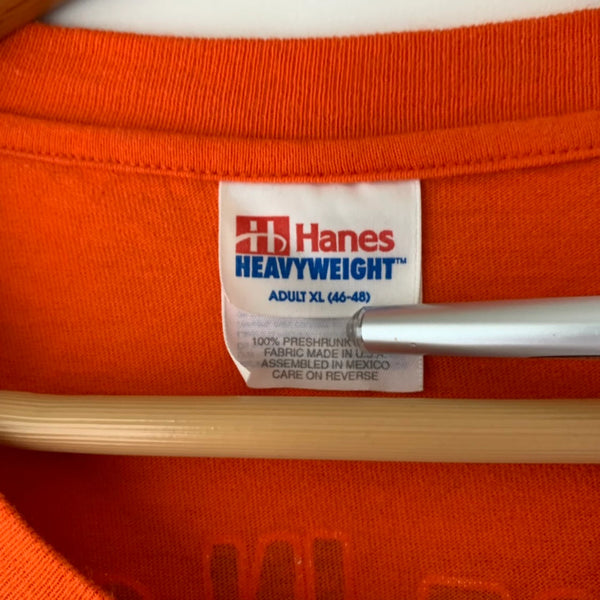 Hanes
HEAVYWEIGHT™
ADULT XL (46-48)
100% PRESHRUNK
FABRIC MADE IN U.S.A.
ASSEMBLED IN MEXICO
CARE ON REVERSE